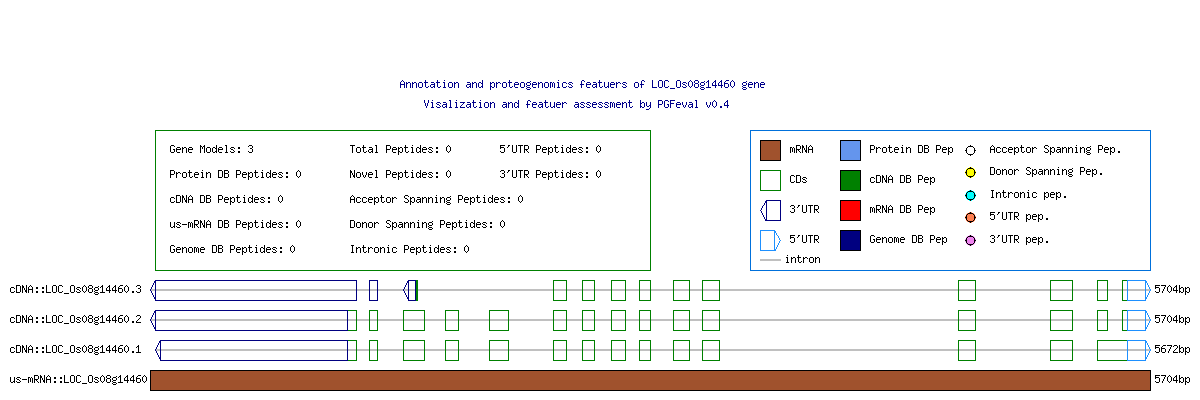 Annotation and proteogenomics featuers of LOC_Os08g14460 gene
Visalization and featuer assessment by PGFeval v0.4
Gene Models: 3 Total Peptides: 0 5'UTR Peptides: 0
Protein DB Peptides: 0 Novel Peptides: 0 3'UTR Peptides: 0
cDNA DB Peptides: 0 Acceptor Spanning Peptides: 0
us-mRNA DB Peptides: 0 Donor Spanning Peptides: 0
Genome DB Peptides: 0 Intronic Peptides: 0
mRNA Protein DB Pep Acceptor Spanning Pep.
CDs cDNA DB Pep Donor Spanning Pep.
3'UTR mRNA DB Pep Intronic pep.
5'UTR Genome DB Pep 5'UTR pep.
intron 3'UTR pep.
cDNA::LOC_Os08g14460.3 5704bp
cDNA::LOC_Os08g14460.2 5704bp
cDNA::LOC_Os08g14460.1 5672bp
us-mRNA::LOC_Os08g14460 5704bp